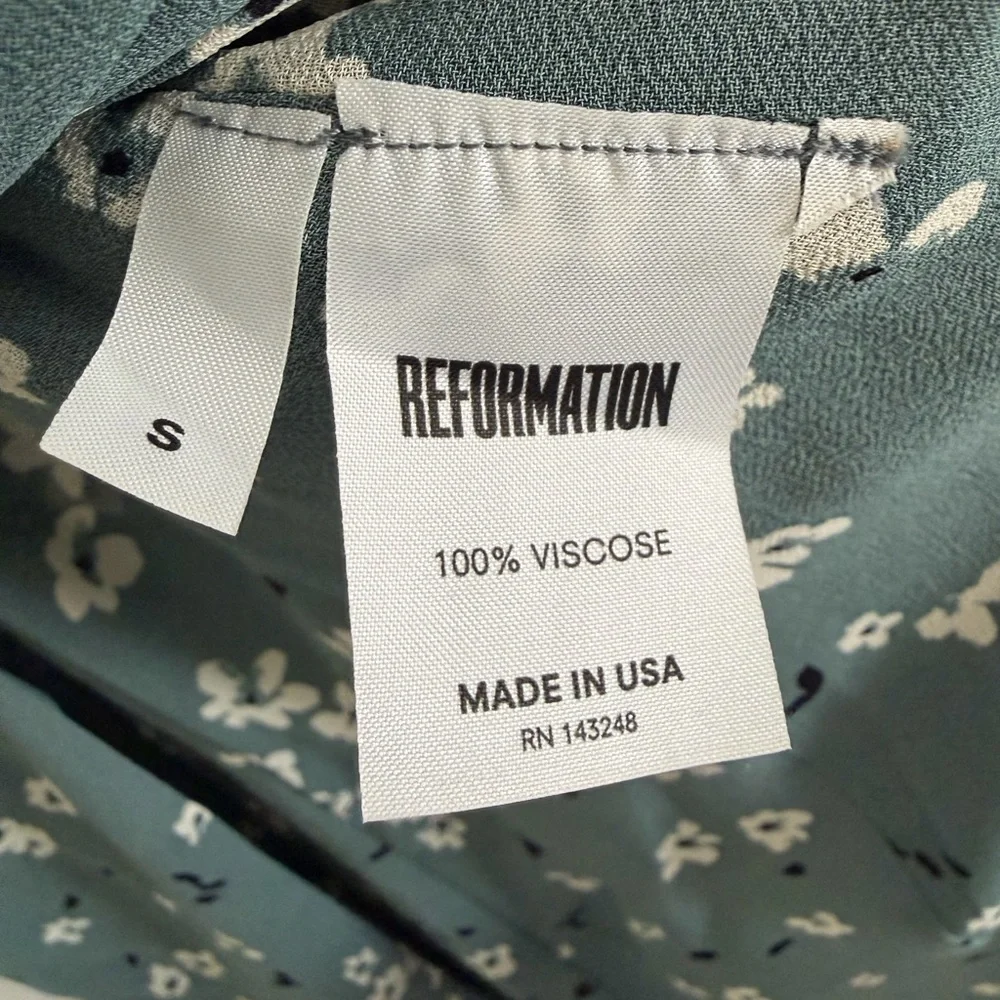 S
REFORMATION
100% VISCOSE
MADE IN USA
RN 143248